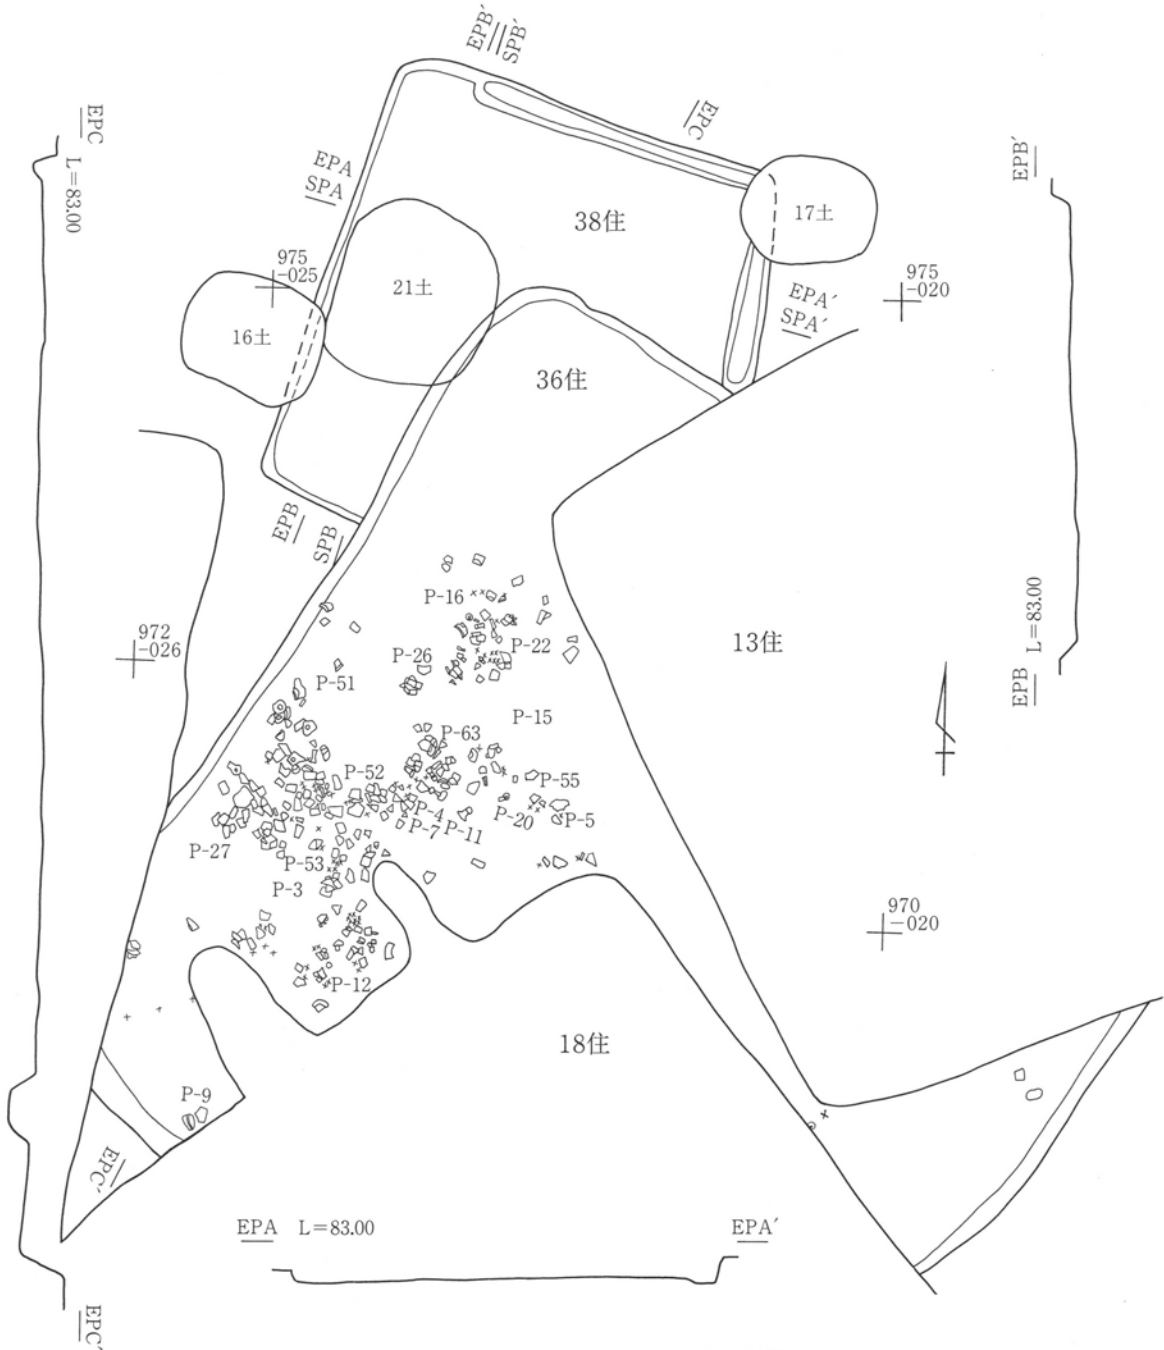 EPB′
SPB′
EPC
EPC
L＝83.00
EPB′
EPA
SPA
38住
17土
975
-025
21土
975
-020
EPA′
SPA′
16土
36住
EPB
SPB
P-16
L＝83.00
EPB
972
-026
P-22
13住
P-26
P-51
P-15
P-63
P-52
P-55
P-4
P-20
P-5
P-7
P-11
P-27
P-53
P-3
970
-020
P-12
18住
P-9
EPC′
EPA L＝83.00
EPA′
EPC′